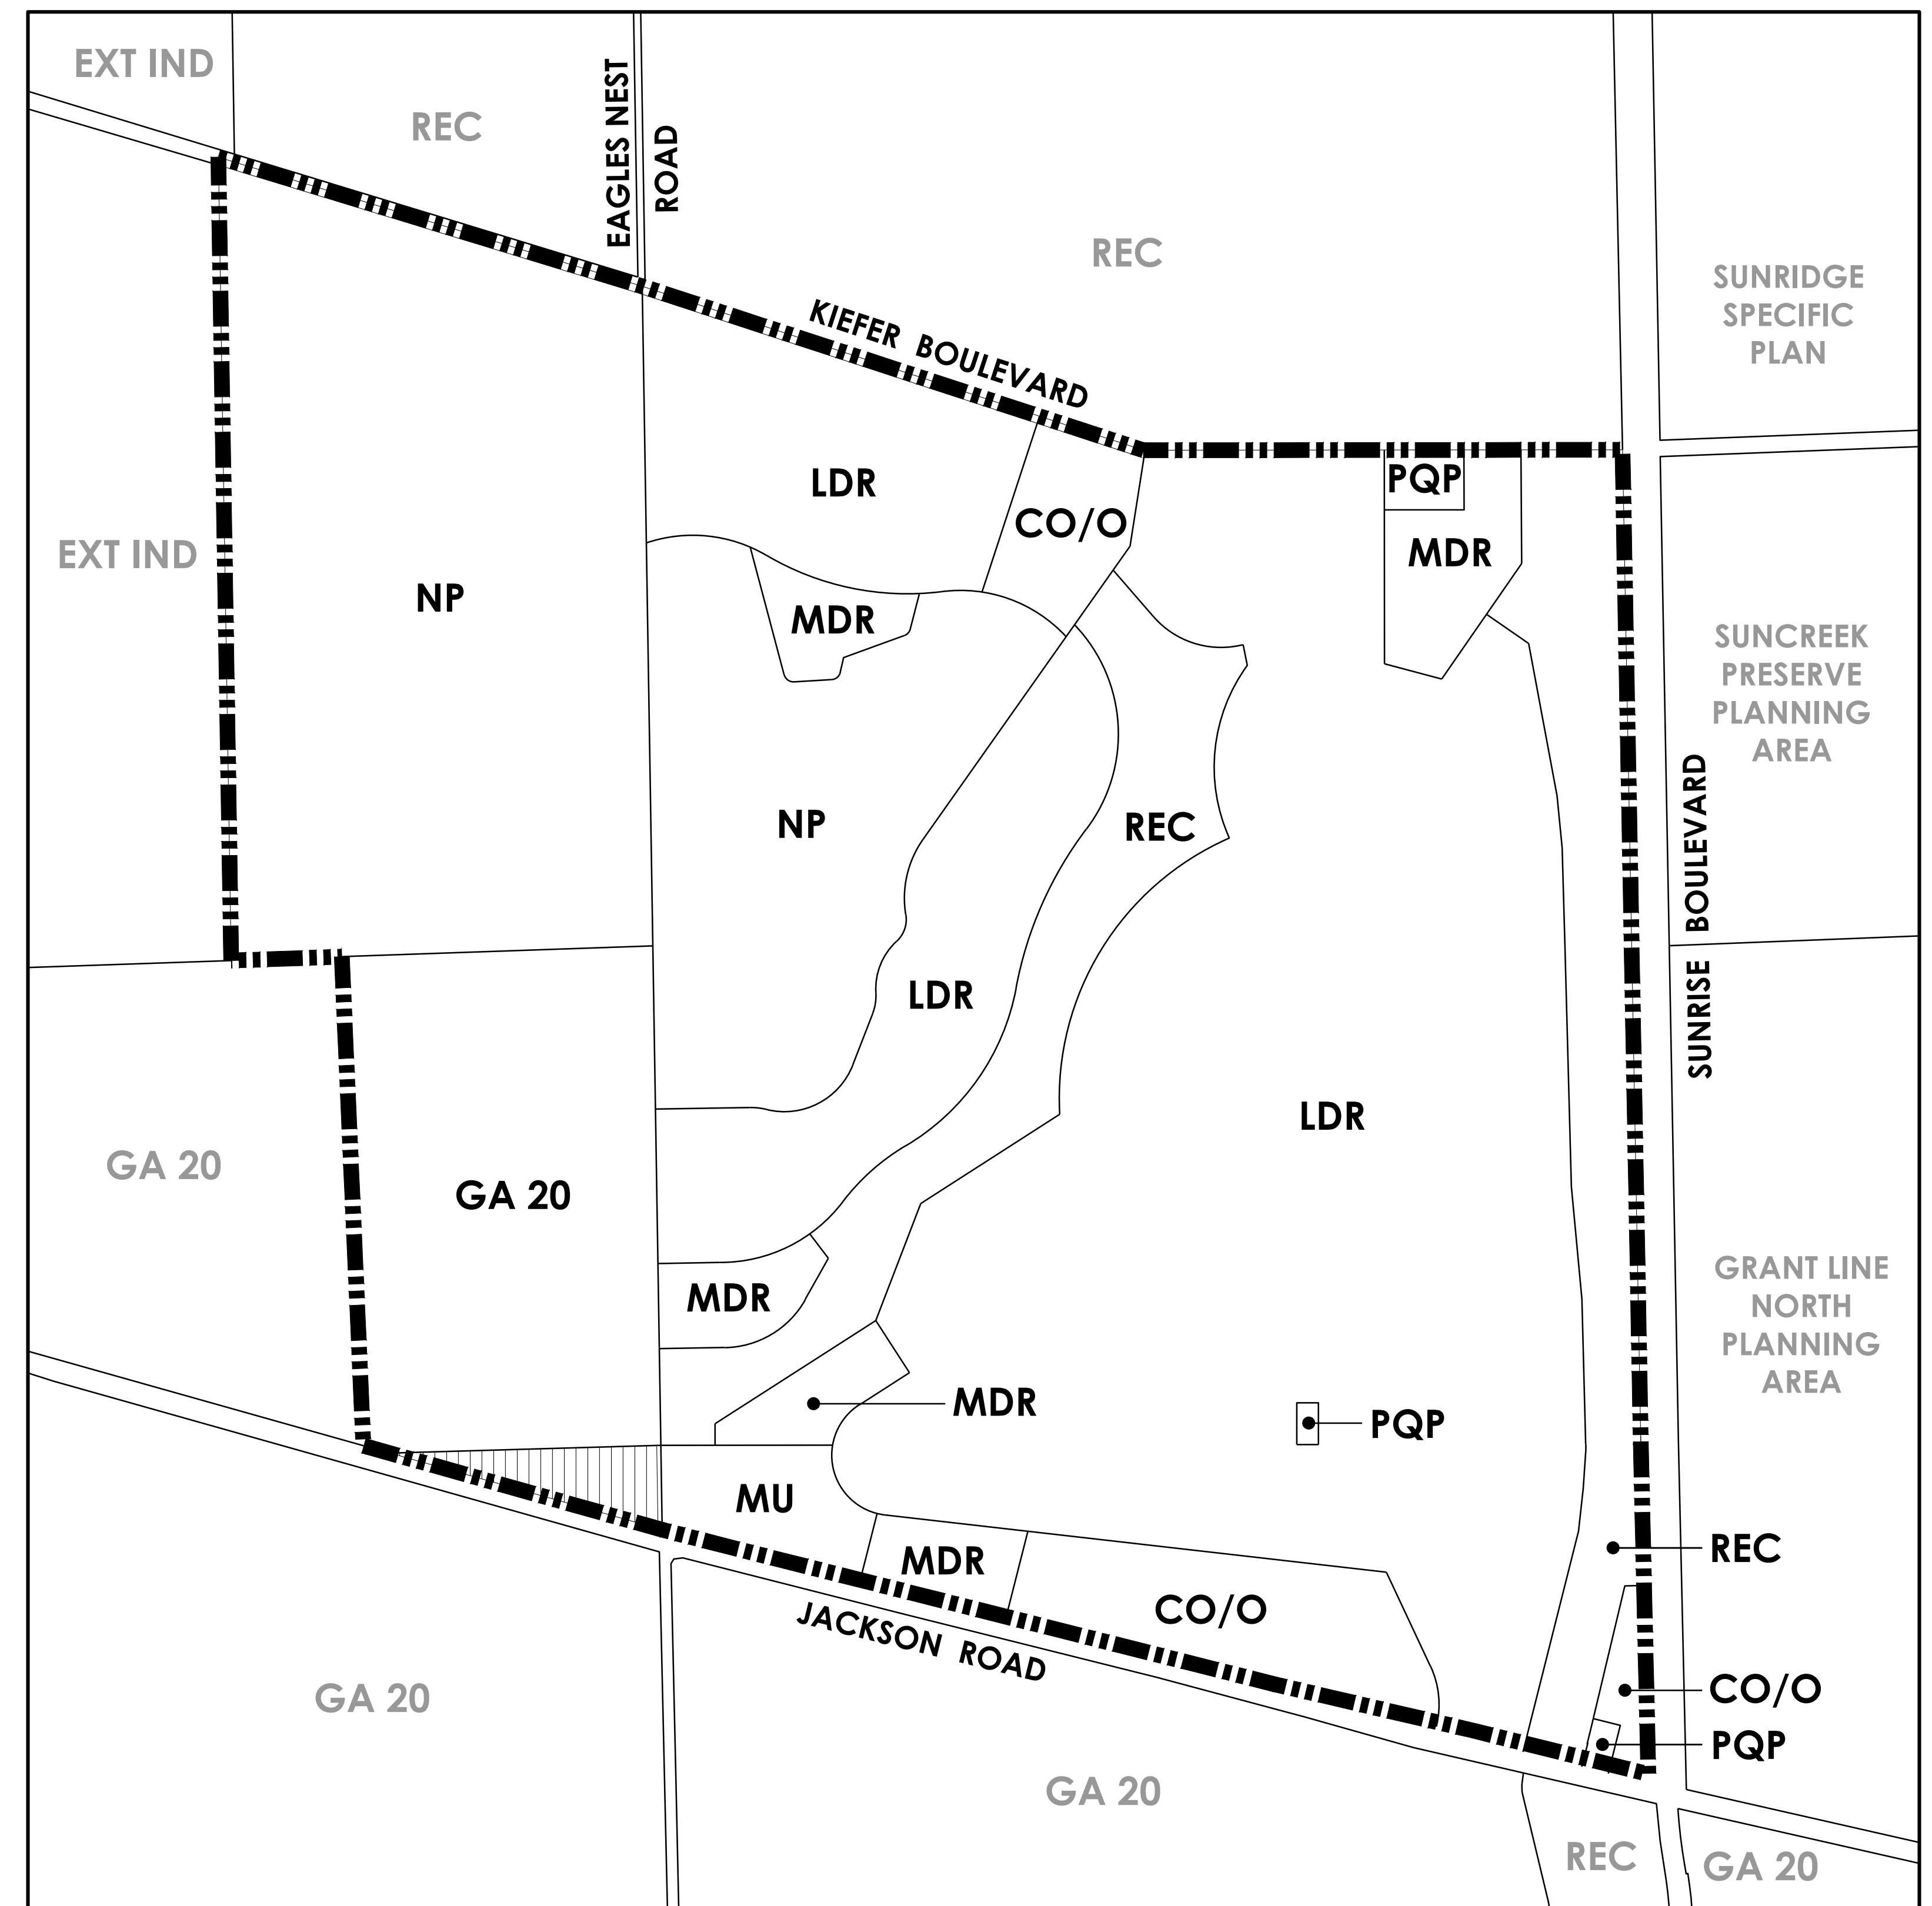 EXT IND
REC
EAGLES NEST
ROAD
REC
SUNRIDGE
SPECIFIC
PLAN
KIEFER BOULEVARD
LDR
CO/O
PQP
MDR
EXT IND
NP
MDR
SUNCREEK
PRESERVE
PLANNING
AREA
NP
REC
SUNRISE BOULEVARD
LDR
LDR
GA 20
GA 20
MDR
GRANT LINE
NORTH
PLANNING
AREA
MDR
PQP
MU
MDR
REC
CO/O
JACKSON ROAD
GA 20
CO/O
PQP
GA 20
REC
GA 20